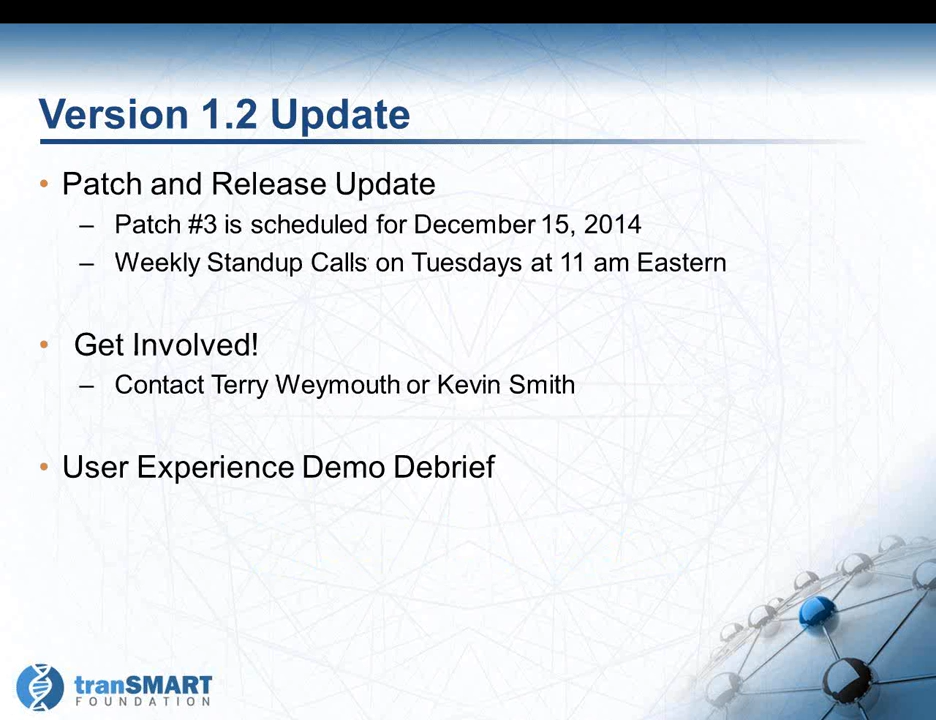 Version 1.2 Update
• Patch and Release Update
– Patch #3 is scheduled for December 15, 2014
– Weekly Standup Calls on Tuesdays at 11 am Eastern
• Get Involved!
– Contact Terry Weymouth or Kevin Smith
• User Experience Demo Debrief
tranSMART
FOUNDATION